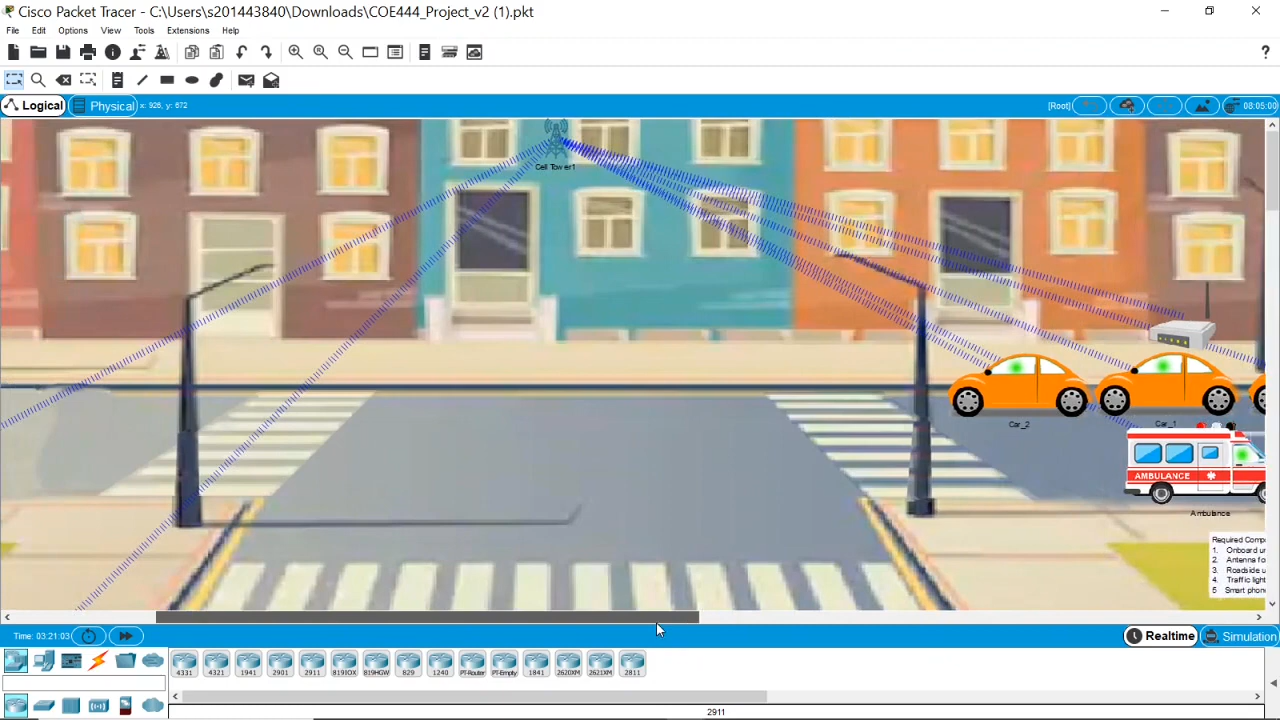 Cisco Packet Tracer - C:\Users\s201443840\Downloads\COE444_Project_v2 (1).pkt
File Edit Options View Tools Extensions Help
?
Logical Physical x: 926, y: 672 [Root] 08:05:00
Cell Tower1
Car_2 Car_1
AMBULANCE
Ambulance
Required Comp
1. Onboard u
2. Antenna fo
3. Roadside u
4. Traffic light
5 Smart phon
Time: 03:21:03 Realtime Simulation
4331 4321 1941 2901 2911 819IOX 819HGW 829 1240 PT-Router PT-Empty 1841 2620XM 2621XM 2811
2911